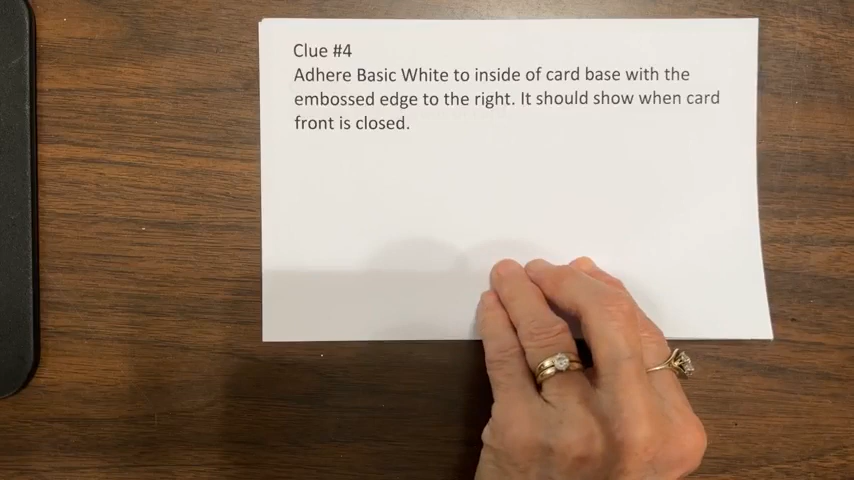 Clue #4
Adhere Basic White to inside of card base with the
embossed edge to the right. It should show when card
front is closed.